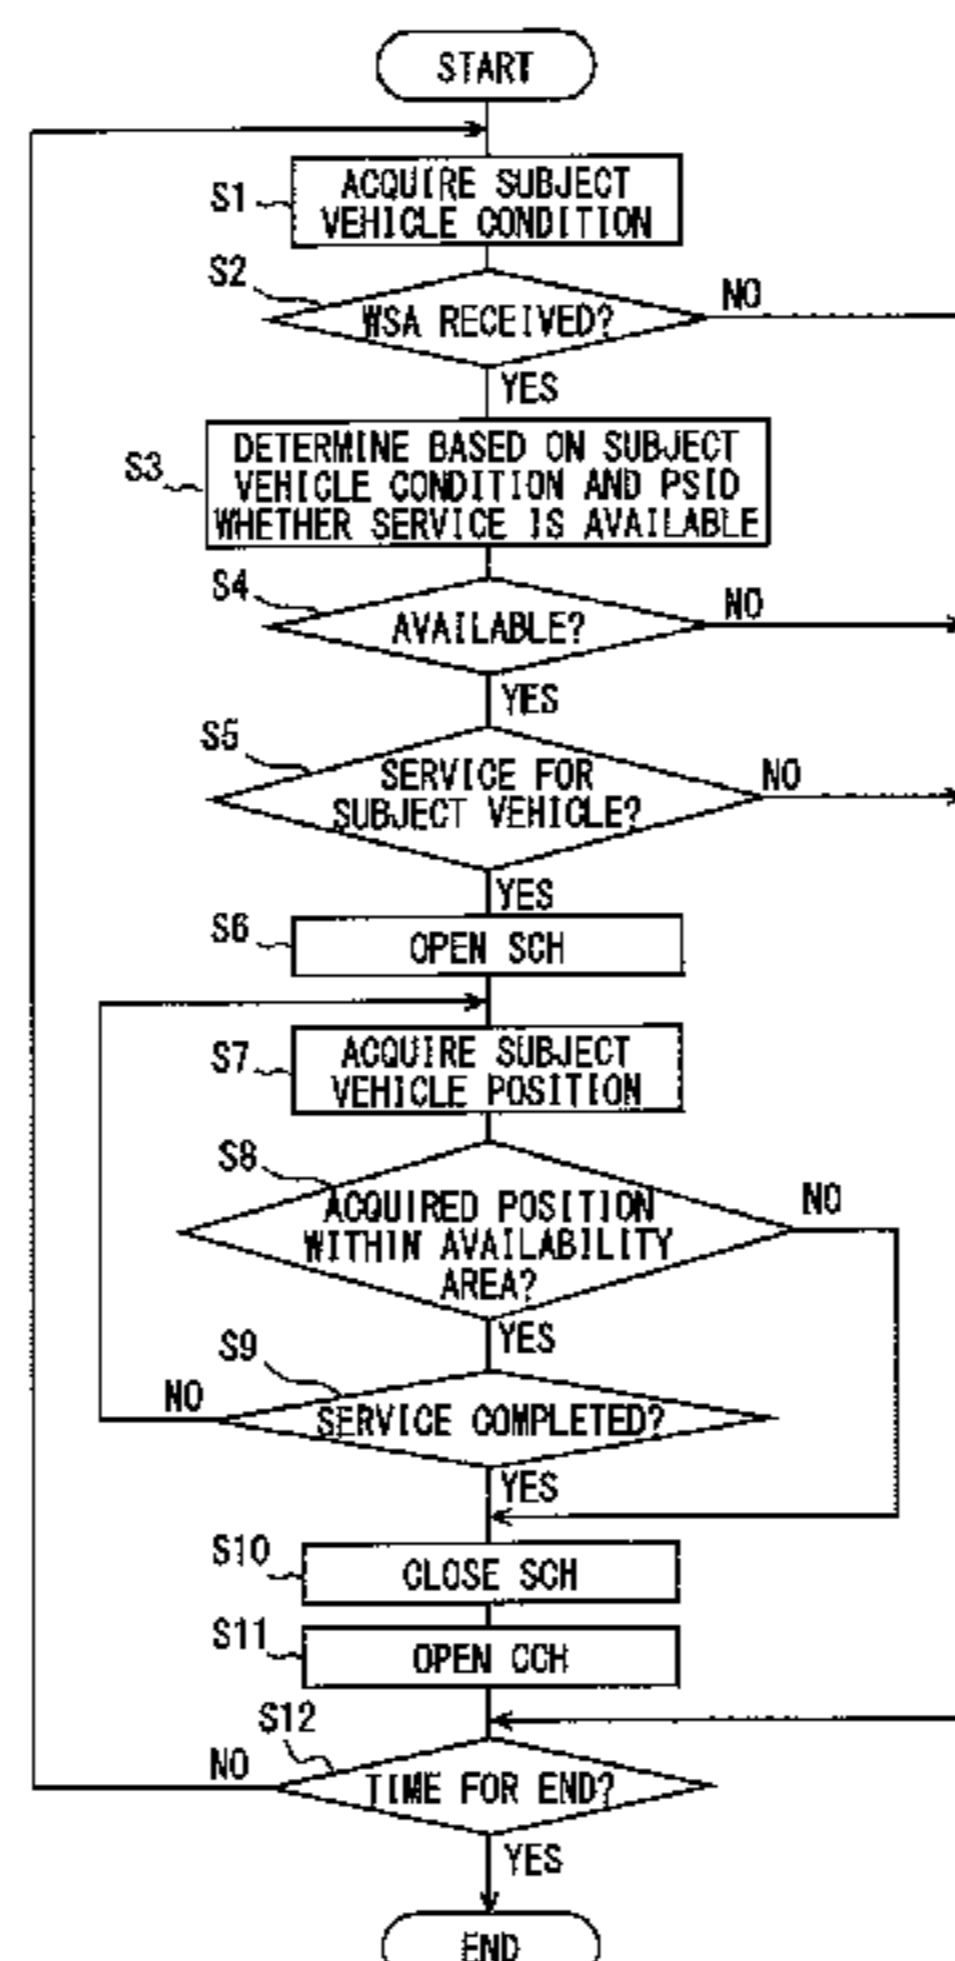 START
S1
ACQUIRE SUBJECT
VEHICLE CONDITION
S2
WSA RECEIVED?
NO
YES
S3
DETERMINE BASED ON SUBJECT
VEHICLE CONDITION AND PSID
WHETHER SERVICE IS AVAILABLE
S4
AVAILABLE?
NO
YES
S5
SERVICE FOR
SUBJECT VEHICLE?
NO
YES
S6
OPEN SCH
S7
ACQUIRE SUBJECT
VEHICLE POSITION
S8
ACQUIRED POSITION
WITHIN AVAILABILITY
AREA?
NO
YES
S9
SERVICE COMPLETED?
NO
YES
S10
CLOSE SCH
S11
OPEN CCH
S12
TIME FOR END?
NO
YES
END